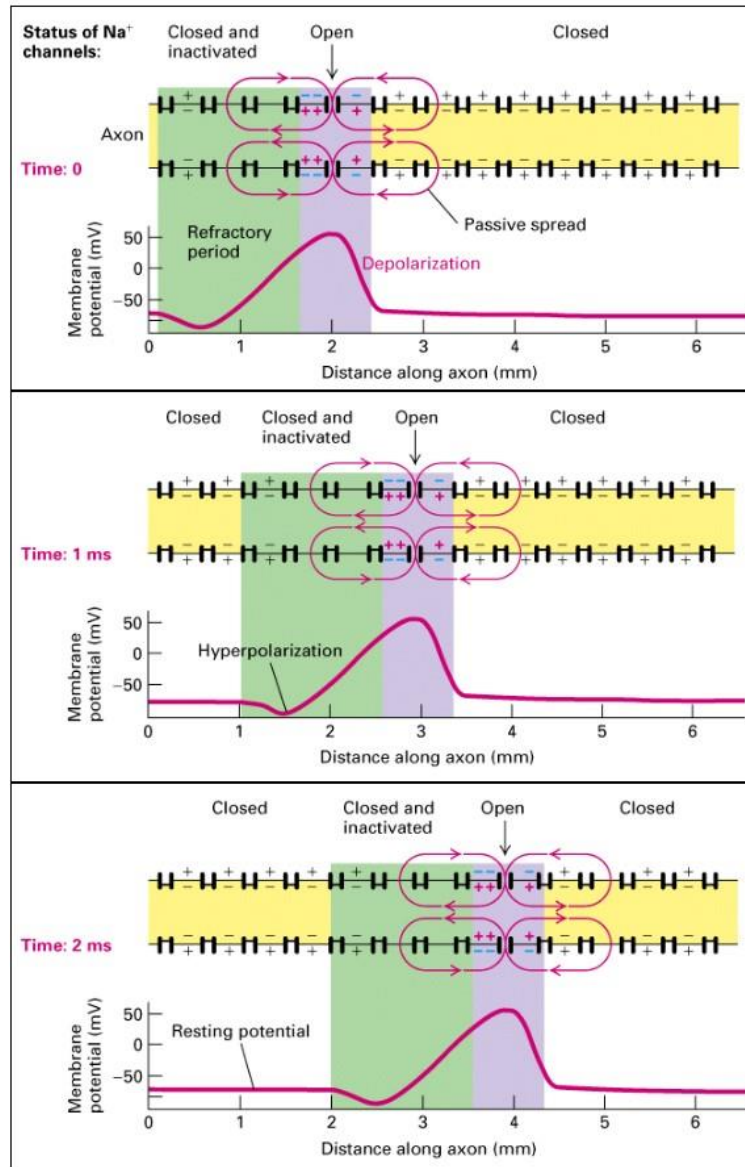 Status of Na+ channels:
Closed and inactivated
Open
Closed
Axon
Time: 0
Passive spread
Refractory period
Depolarization
Membrane potential (mV)
50
0
−50
0 1 2 3 4 5 6
Distance along axon (mm)
Closed
Closed and inactivated
Open
Closed
Time: 1 ms
Hyperpolarization
Membrane potential (mV)
50
0
−50
0 1 2 3 4 5 6
Distance along axon (mm)
Closed
Closed and inactivated
Open
Closed
Time: 2 ms
Resting potential
Membrane potential (mV)
50
0
−50
0 1 2 3 4 5 6
Distance along axon (mm)